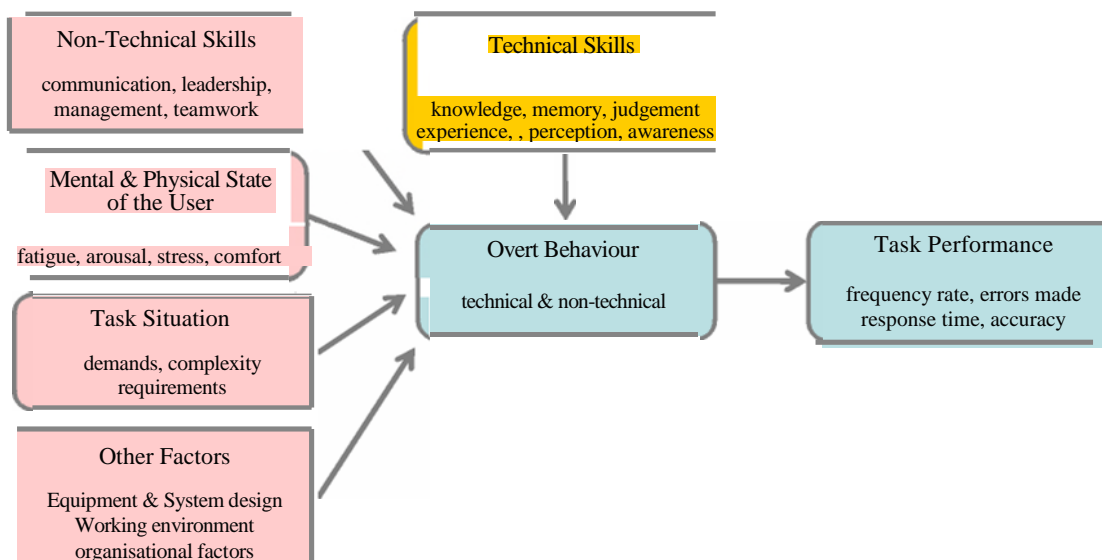 Non-Technical Skills
communication, leadership,
management, teamwork
Technical Skills
knowledge, memory, judgement
experience, , perception, awareness
Mental & Physical State
of the User
fatigue, arousal, stress, comfort
Overt Behaviour
technical & non-technical
Task Performance
frequency rate, errors made
response time, accuracy
Task Situation
demands, complexity
requirements
Other Factors
Equipment & System design
Working environment
organisational factors